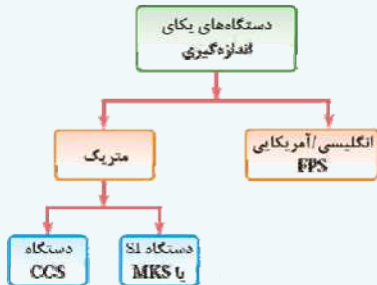 دستگاه‌های یکای
اندازه‌گیری
انگلیسی/آمریکایی
FPS
متریک
دستگاه SI
یا MKS
دستگاه
CGS